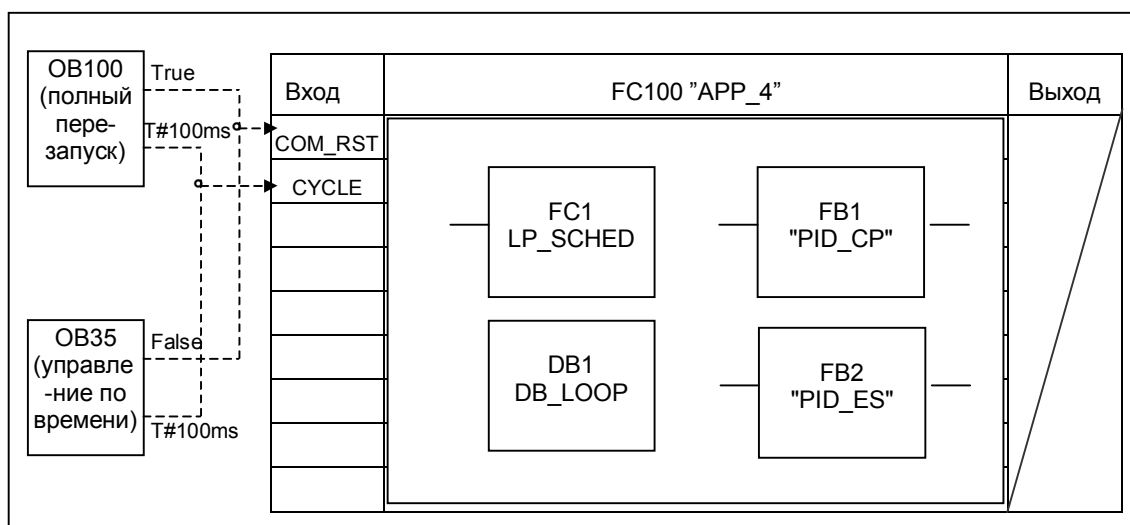 OB100
(полный
пере-
запуск)
True
T#100ms
Вход
FC100 ”APP_4”
Выход
COM_RST
CYCLE
FC1
LP_SCHED
FB1
"PID_CP"
DB1
DB_LOOP
FB2
"PID_ES"
OB35
(управле
-ние по
времени)
False
T#100ms